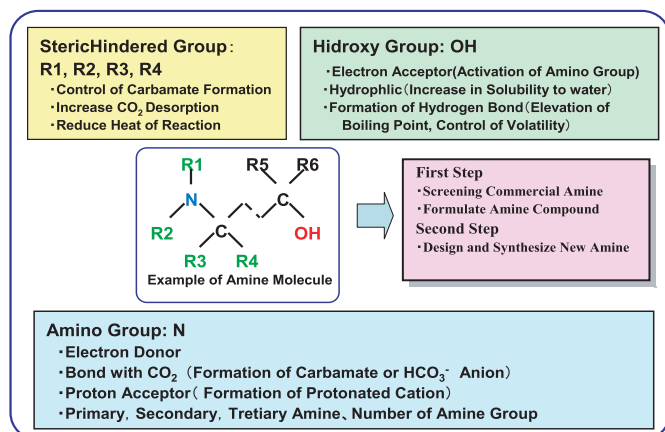 StericHindered Group:
R1, R2, R3, R4
・Control of Carbamate Formation
・Increase CO2 Desorption
・Reduce Heat of Reaction
Hidroxy Group: OH
・Electron Acceptor(Activation of Amino Group)
・Hydrophlic(Increase in Solubility to water)
・Formation of Hydrogen Bond(Elevation of
Boiling Point, Control of Volatility)
R1 R5 R6
N C
R2 C OH
R3 R4
Example of Amine Molecule
First Step
・Screening Commercial Amine
・Formulate Amine Compound
Second Step
・Design and Synthesize New Amine
Amino Group: N
・Electron Donor
・Bond with CO2 (Formation of Carbamate or HCO3- Anion)
・Proton Acceptor( Formation of Protonated Cation)
・Primary, Secondary, Tretiary Amine、Number of Amine Group